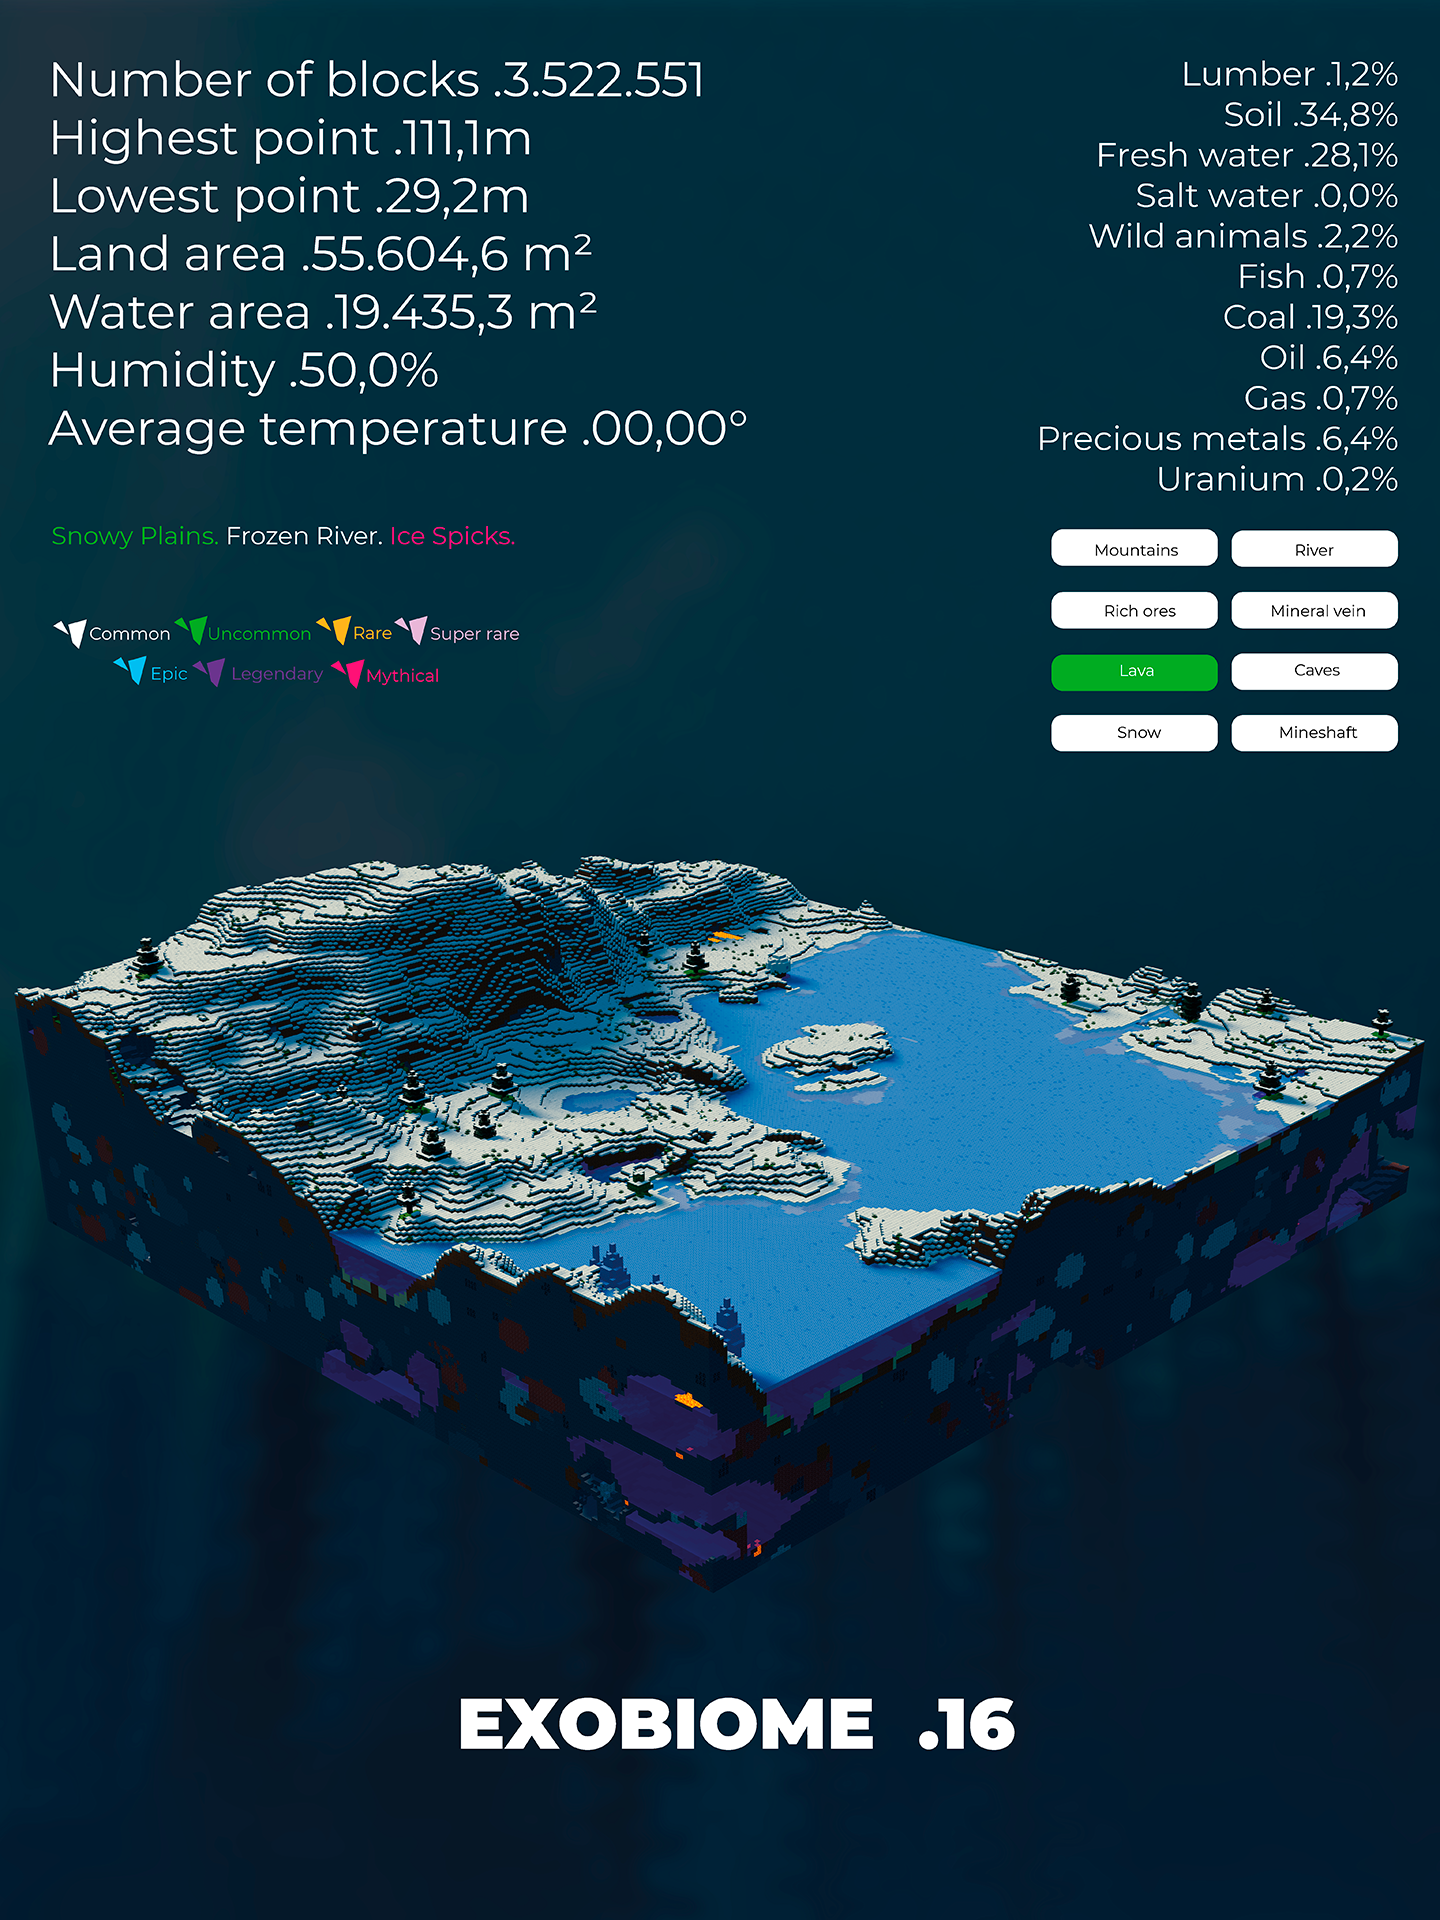 Number of blocks .3.522.551
Highest point .111,1m
Lowest point .29,2m
Land area .55.604,6 m²
Water area .19.435,3 m²
Humidity .50,0%
Average temperature .00,00°
Lumber .1,2%
Soil .34,8%
Fresh water .28,1%
Salt water .0,0%
Wild animals .2,2%
Fish .0,7%
Coal .19,3%
Oil .6,4%
Gas .0,7%
Precious metals .6,4%
Uranium .0,2%
Snowy Plains. Frozen River. Ice Spicks.
Common Uncommon Rare Super rare
Epic Legendary Mythical
Mountains River
Rich ores Mineral vein
Lava Caves
Snow Mineshaft
EXOBIOME .16